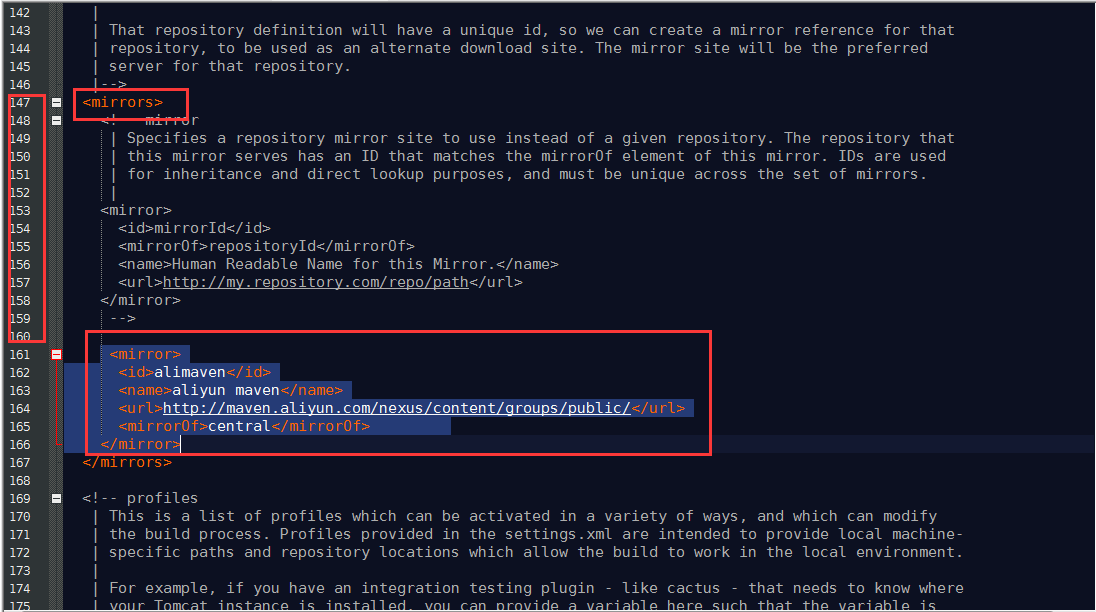 142 |
143 | That repository definition will have a unique id, so we can create a mirror reference for that
144 | repository, to be used as an alternate download site. The mirror site will be the preferred
145 | server for that repository.
146 |-->
147 <mirrors>
148 <!-- mirror
149 | Specifies a repository mirror site to use instead of a given repository. The repository that
150 | this mirror serves has an ID that matches the mirrorOf element of this mirror. IDs are used
151 | for inheritance and direct lookup purposes, and must be unique across the set of mirrors.
152 |
153 <mirror>
154 <id>mirrorId</id>
155 <mirrorOf>repositoryId</mirrorOf>
156 <name>Human Readable Name for this Mirror.</name>
157 <url>http://my.repository.com/repo/path</url>
158 </mirror>
159 -->
160
161 <mirror>
162 <id>alimaven</id>
163 <name>aliyun maven</name>
164 <url>http://maven.aliyun.com/nexus/content/groups/public/</url>
165 <mirrorOf>central</mirrorOf>
166 </mirror>
167 </mirrors>
168
169 <!-- profiles
170 | This is a list of profiles which can be activated in a variety of ways, and which can modify
171 | the build process. Profiles provided in the settings.xml are intended to provide local machine-
172 | specific paths and repository locations which allow the build to work in the local environment.
173 |
174 | For example, if you have an integration testing plugin - like cactus - that needs to know where
175 | your Tomcat instance is installed, you can provide a variable here such that the variable is